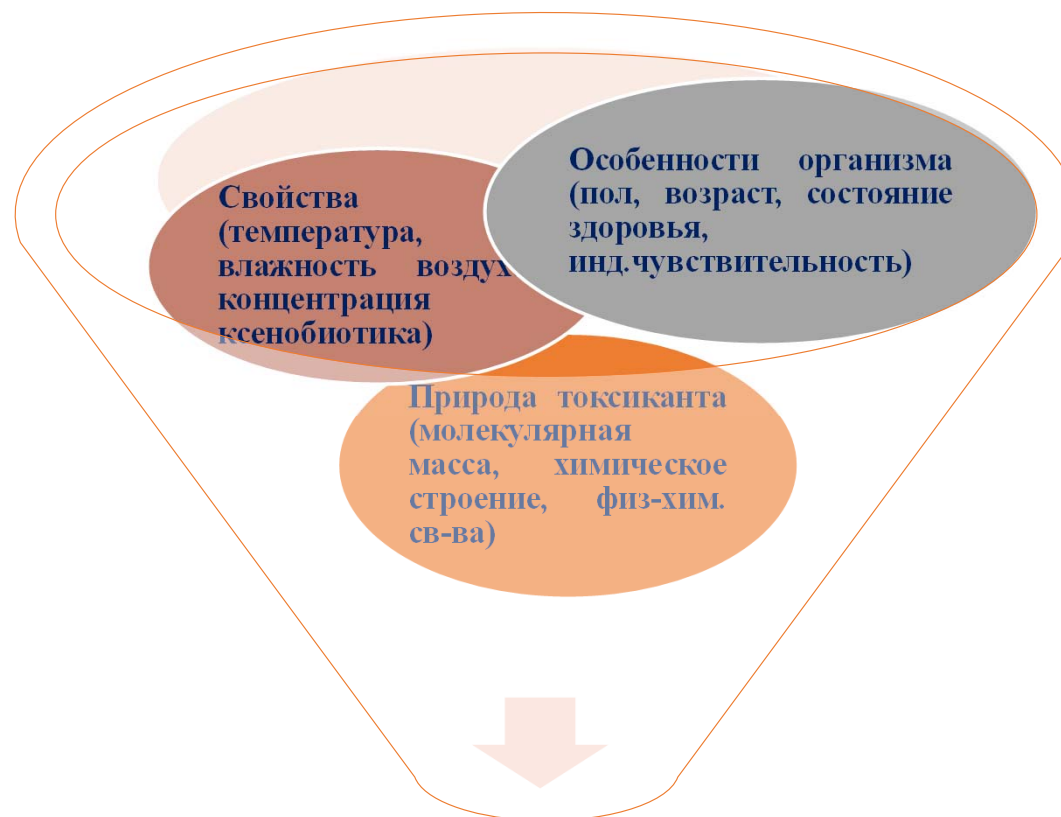 Свойства
(температура,
влажность воздух
концентрация
ксенобиотика)
Особенности организма
(пол, возраст, состояние
здоровья,
инд.чувствительность)
Природа токсиканта
(молекулярная
масса, химическое
строение, физ-хим.
св-ва)